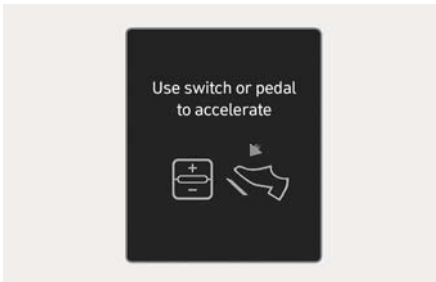 Use switch or pedal
to accelerate
+
-